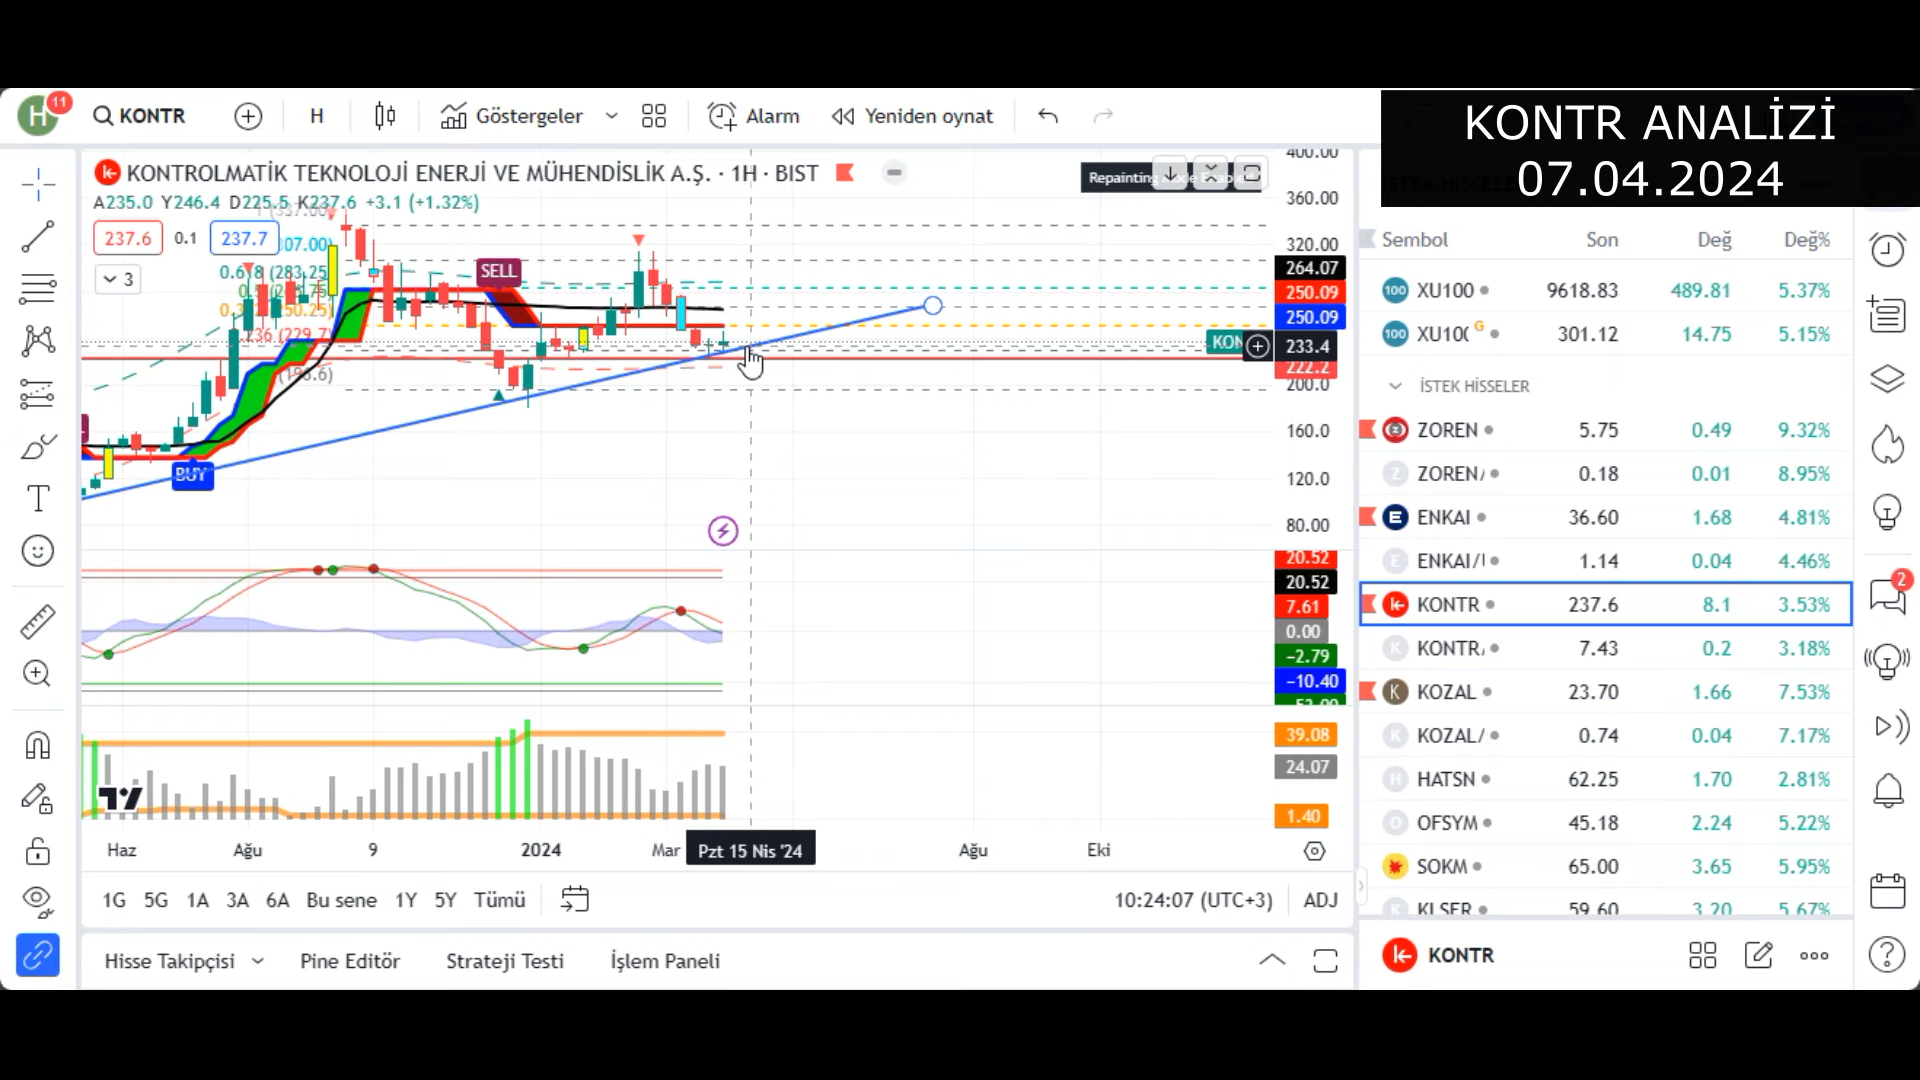 H
11
KONTR
H
Göstergeler
Alarm
Yeniden oynat
KONTR ANALİZİ
07.04.2024
KONTROLMATİK TEKNOLOJİ ENERJİ VE MÜHENDİSLİK A.Ş. · 1H · BIST
Repainting
A235.0 Y246.4 D225.5 K237.6 +3.1 (+1.32%)
237.6
0.1
237.7
3
SELL
BUY
400.00
360.00
320.00
264.07
250.09
250.09
233.4
222.2
200.0
160.0
120.0
80.00
20.52
20.52
7.61
0.00
−2.79
−10.40
39.08
24.07
1.40
Haz
Ağu
9
2024
Mar
Pzt 15 Nis '24
Ağu
Eki
1G 5G 1A 3A 6A Bu sene 1Y 5Y Tümü
10:24:07 (UTC+3)
ADJ
Hisse Takipçisi
Pine Editör
Strateji Testi
İşlem Paneli
Sembol Son Değ Değ%
XU100 9618.83 489.81 5.37%
301.12 14.75 5.15%
İSTEK HİSSELER
ZOREN 5.75 0.49 9.32%
ZOREN/ 0.18 0.01 8.95%
ENKAI 36.60 1.68 4.81%
ENKAI/ 1.14 0.04 4.46%
KONTR 237.6 8.1 3.53%
KONTR 7.43 0.2 3.18%
KOZAL 23.70 1.66 7.53%
KOZAL/ 0.74 0.04 7.17%
HATSN 62.25 1.70 2.81%
OFSYM 45.18 2.24 5.22%
SOKM 65.00 3.65 5.95%
KLSER 59.60 3.20 5.67%
KONTR
2